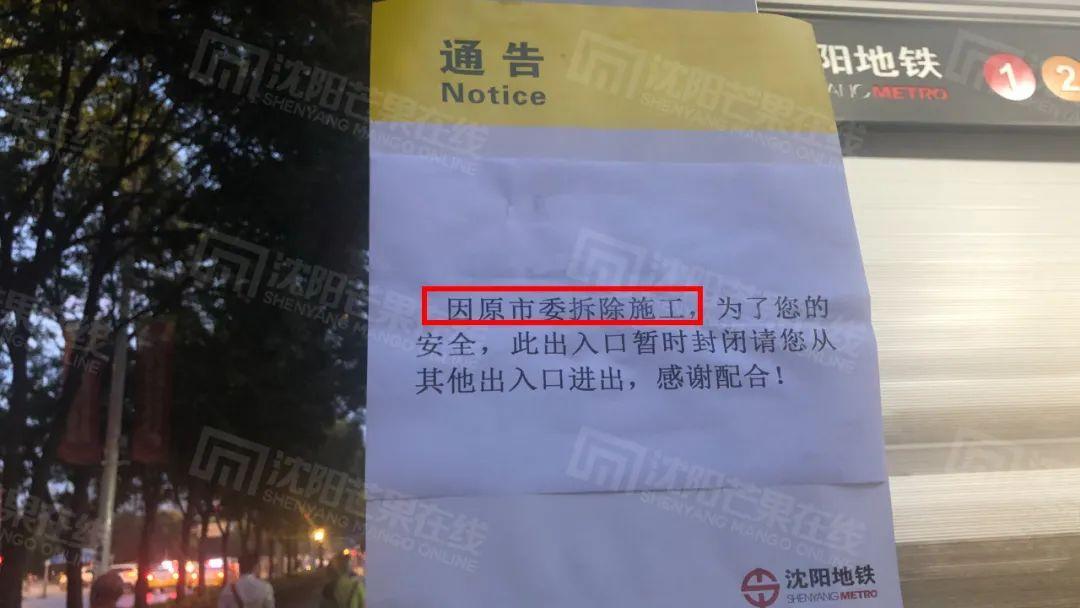 通告
Notice
阳地铁
ANG METRO
1 2
因原市委拆除施工，为了您的
安全，此出入口暂时封闭请您从
其他出入口进出，感谢配合！
沈阳地铁
SHENYANG METRO
沈阳芒果在线
SHENYANG MANGO ONLINE